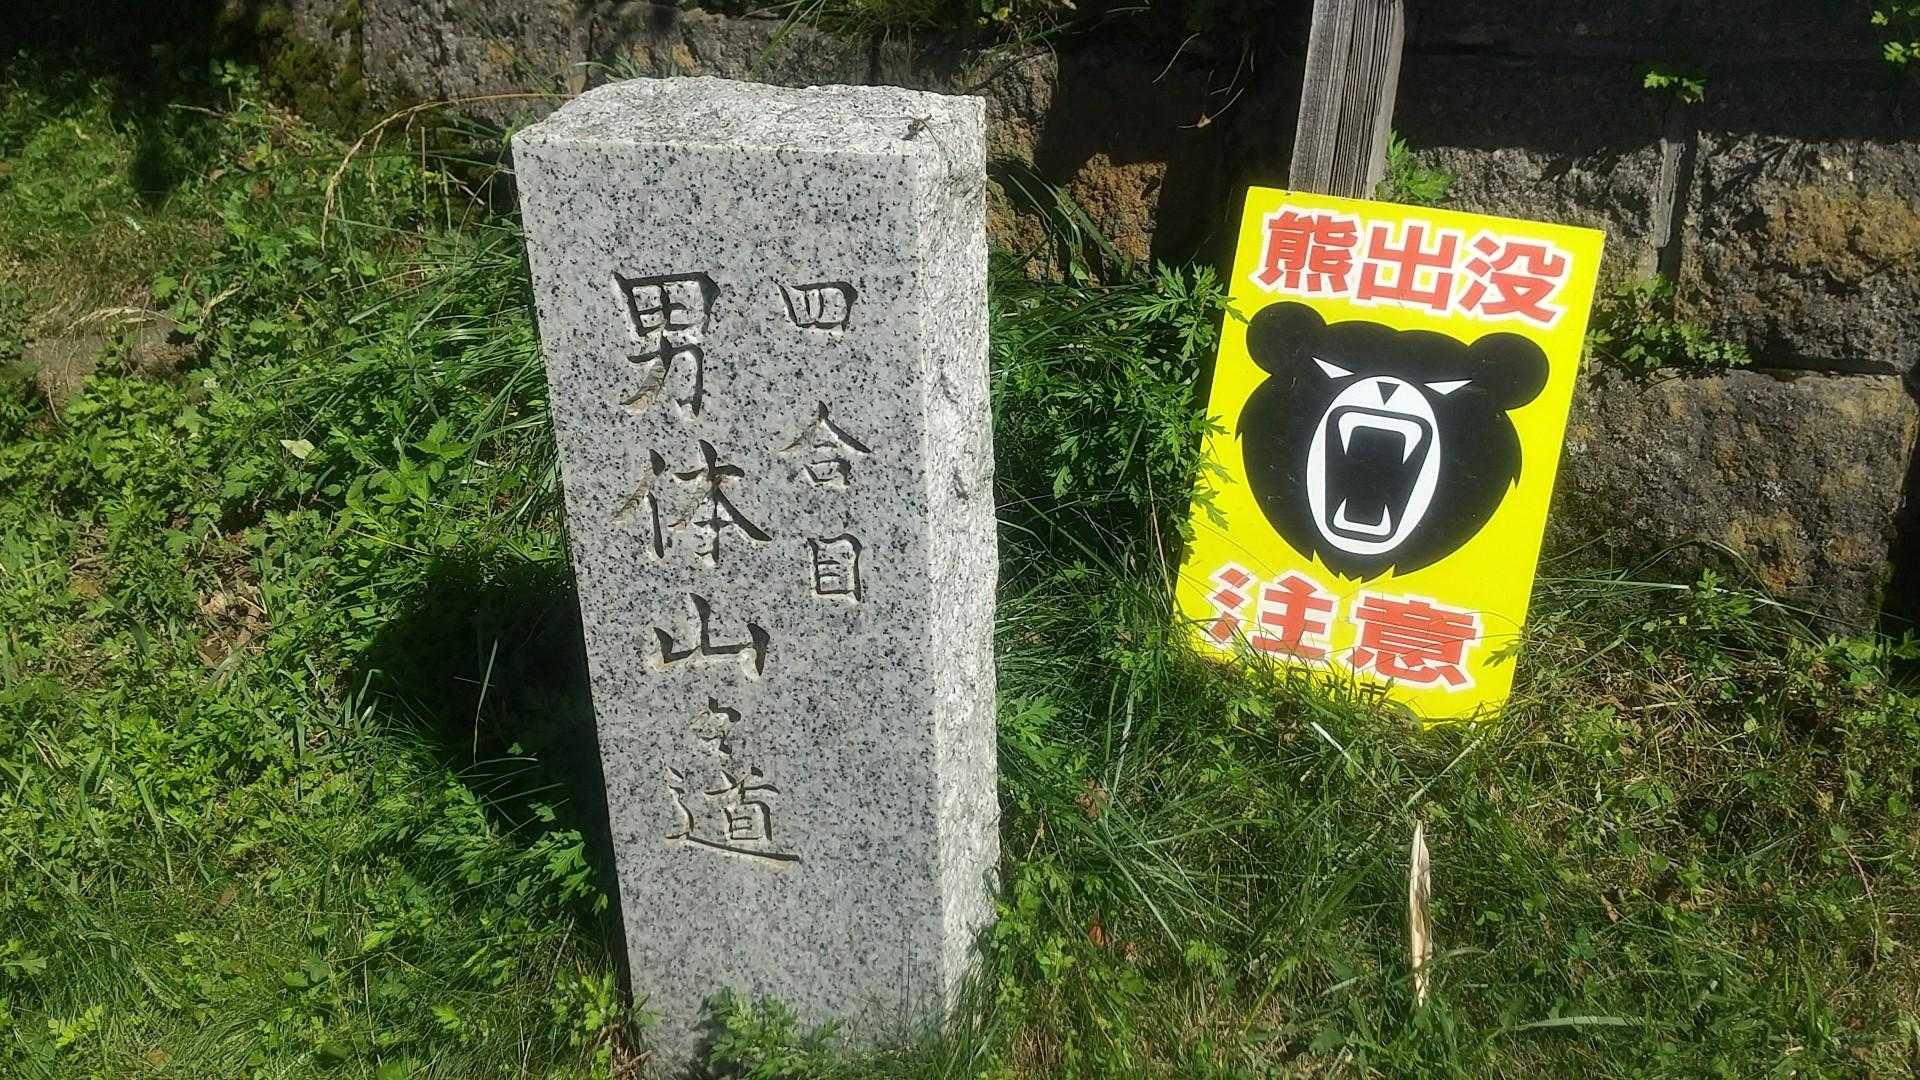 四合目
男体山々道
熊出没
注意